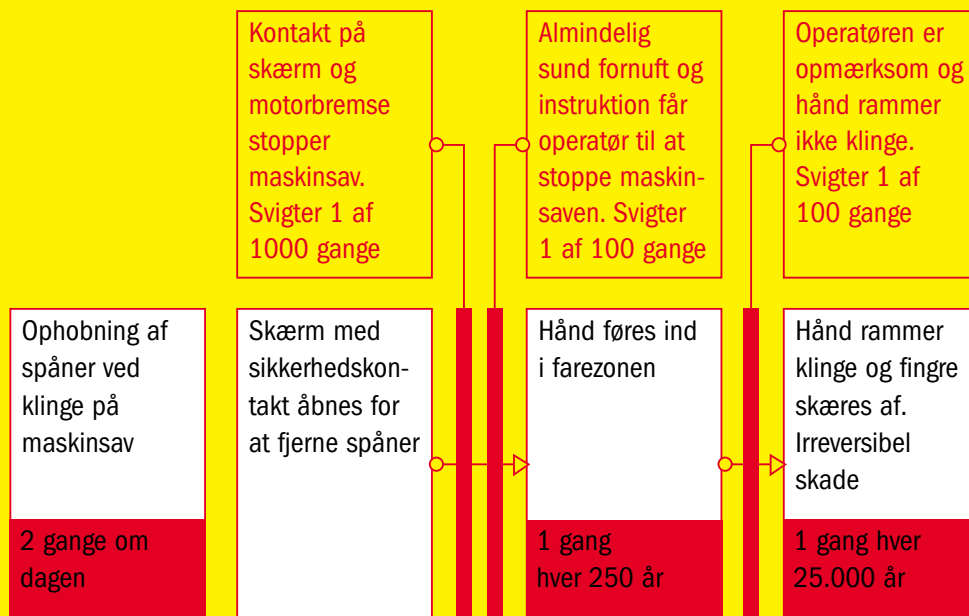 Kontakt på
skærm og
motorbremse
stopper
maskinsav.
Svigter 1 af
1000 gange
Almindelig
sund fornuft og
instruktion får
operatør til at
stoppe maskin-
saven. Svigter
1 af 100 gange
Operatøren er
opmærksom og
hånd rammer
ikke klinge.
Svigter 1 af
100 gange
Ophobning af
spåner ved
klinge på
maskinsav
2 gange om
dagen
Skærm med
sikkerhedskon-
takt åbnes for
at fjerne spåner
Hånd føres ind
i farezonen
1 gang
hver 250 år
Hånd rammer
klinge og fingre
skæres af.
Irreversibel
skade
1 gang hver
25.000 år